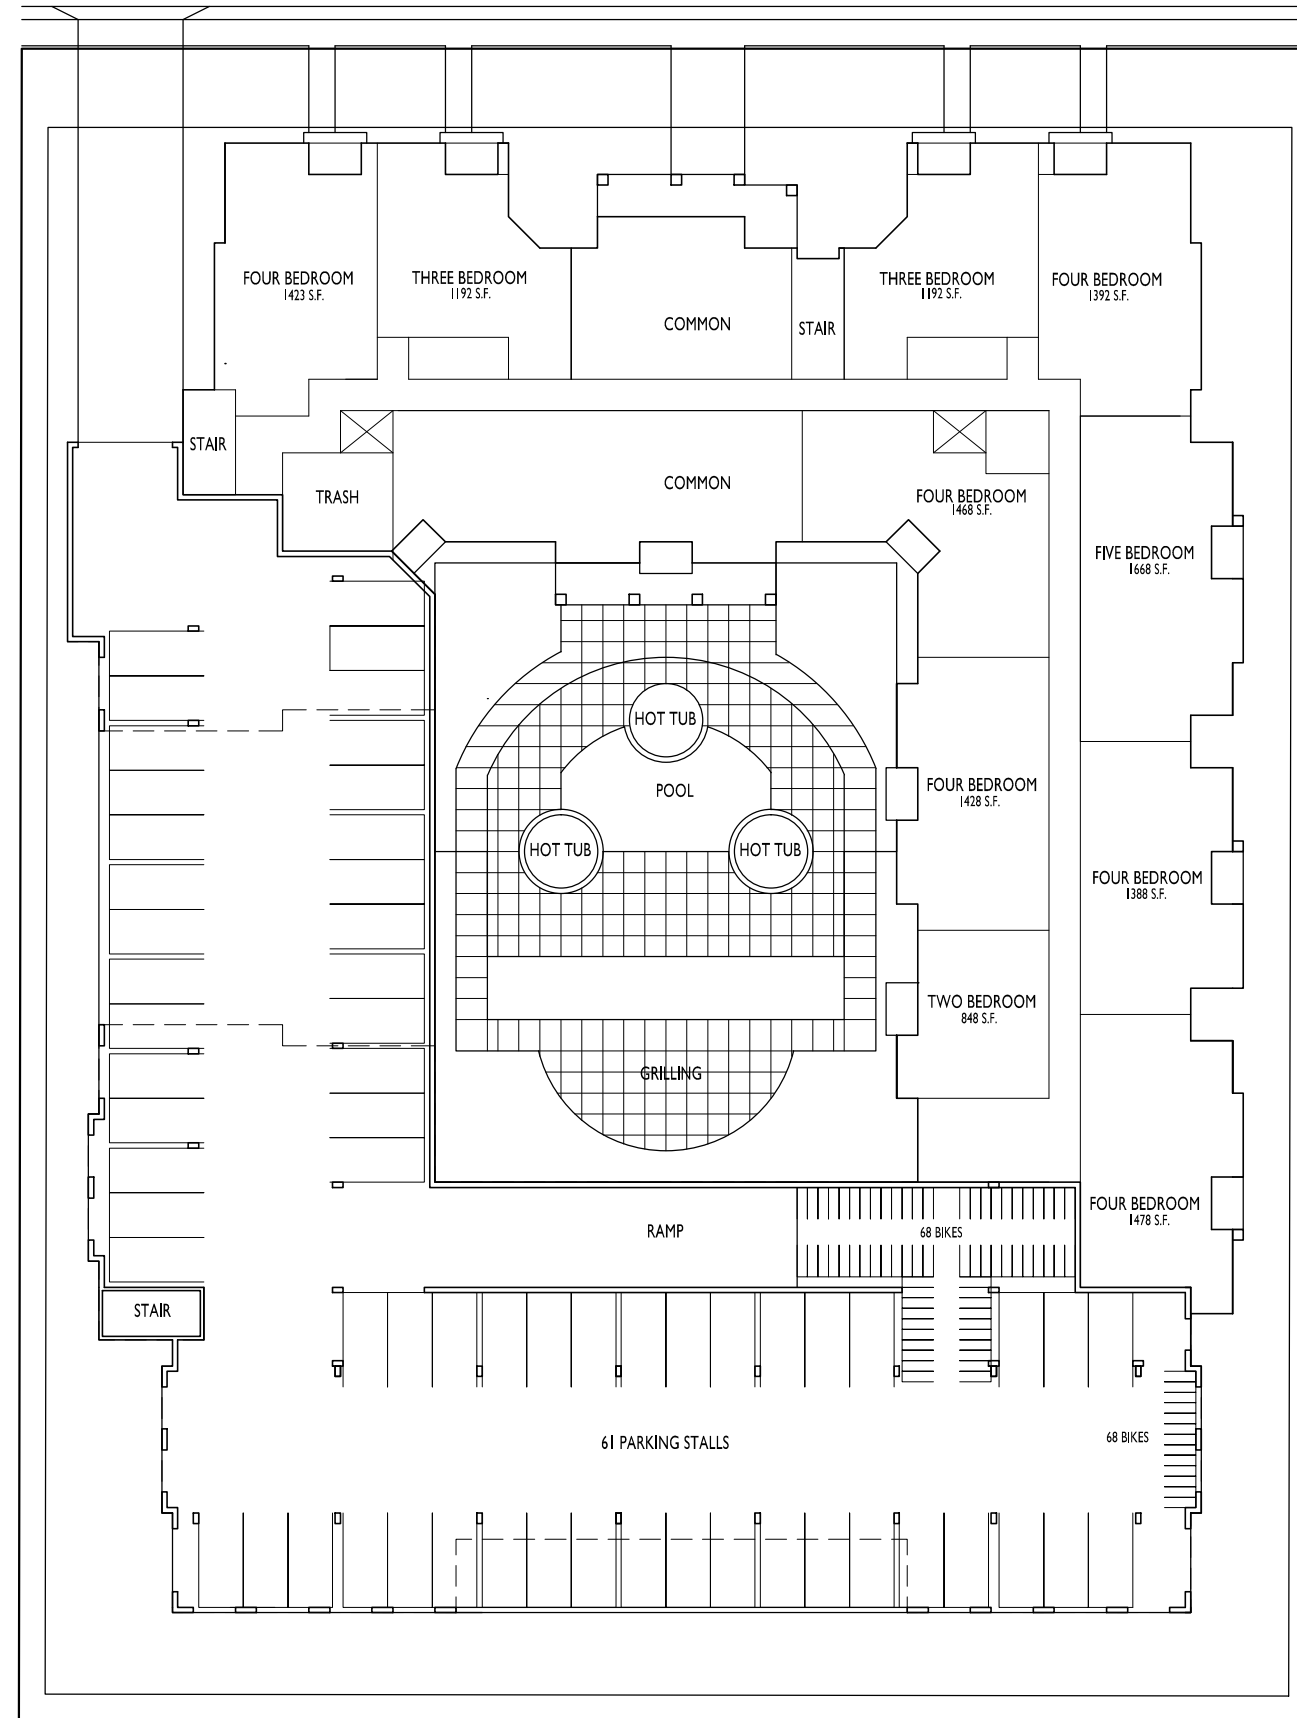 FOUR BEDROOM
1423 S.F.
THREE BEDROOM
1192 S.F.
COMMON
STAIR
THREE BEDROOM
1192 S.F.
FOUR BEDROOM
1392 S.F.
STAIR
TRASH
COMMON
FOUR BEDROOM
1468 S.F.
FIVE BEDROOM
1668 S.F.
HOT TUB
POOL
FOUR BEDROOM
1428 S.F.
HOT TUB
HOT TUB
FOUR BEDROOM
1388 S.F.
TWO BEDROOM
848 S.F.
GRILLING
FOUR BEDROOM
1478 S.F.
RAMP
68 BIKES
STAIR
61 PARKING STALLS
68 BIKES